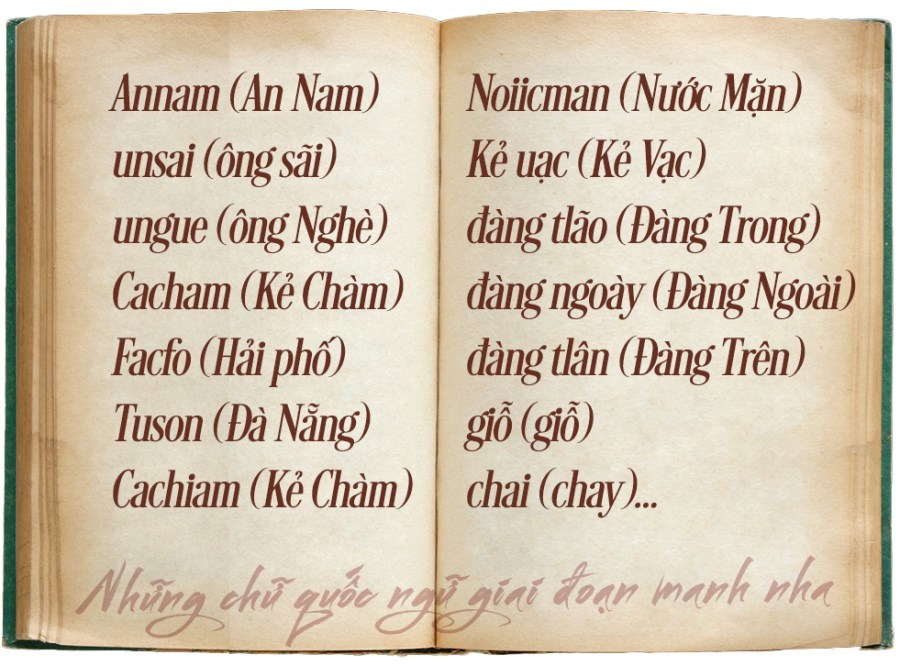 Annam (An Nam)
unsai (ông sãi)
ungue (ông Nghè)
Cacham (Kẻ Chàm)
Facfo (Hải phố)
Tuson (Đà Nẵng)
Cachiam (Kẻ Chàm)
Noiicman (Nước Mặn)
Kẻ uạc (Kẻ Vạc)
đàng tlão (Đàng Trong)
đàng ngoày (Đàng Ngoài)
đàng tlân (Đàng Trên)
giỗ (giỗ)
chai (chay)...
Những chữ quốc ngữ giai đoạn manh nha